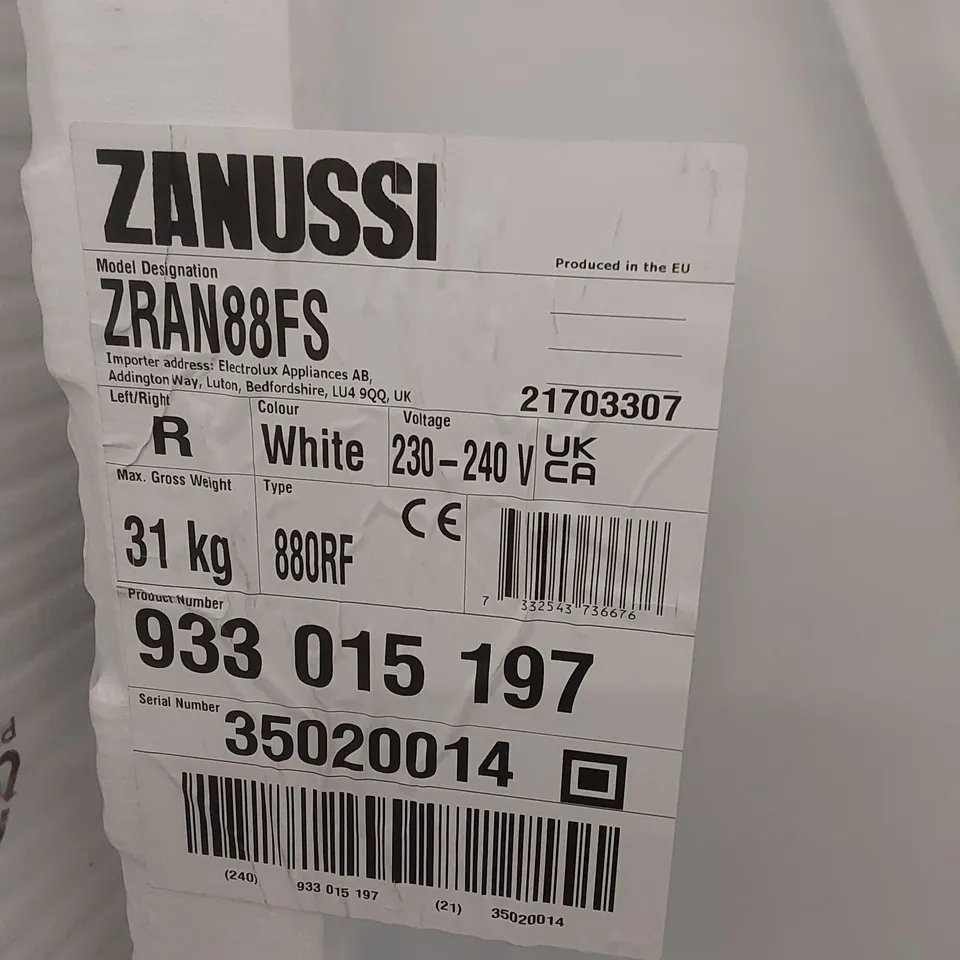 ZANUSSI
Produced in the EU
Model Designation
ZRAN88FS
Importer address: Electrolux Appliances AB,
Addington Way, Luton, Bedfordshire, LU4 9QQ, UK
21703307
Left/Right
R
Colour
White
Voltage
230-240 V
UK
CA
Max. Gross Weight
31 kg
Type
880RF
CE
7 332543 736676
Product Number
933 015 197
Serial Number
35020014
(240) 933 015 197 (21) 35020014